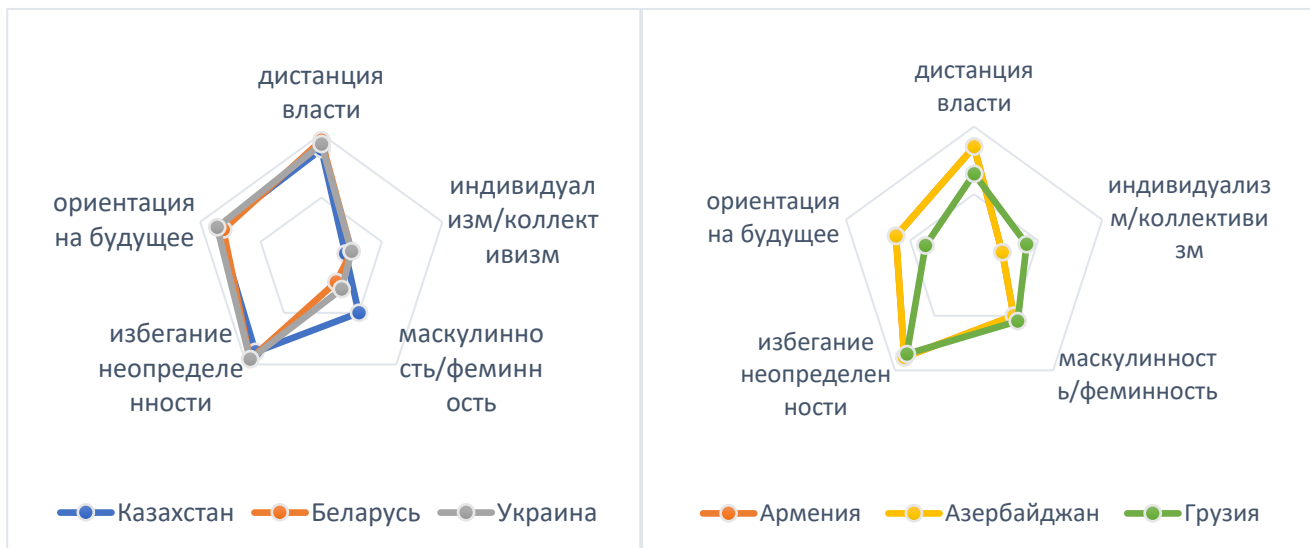 дистанция
власти
индивидуал
изм/коллект
ивизм
маскулинно
сть/феминн
ость
избегание
неопределе
нности
ориентация
на будущее
Казахстан Беларусь Украина
дистанция
власти
индивидуализ
м/коллективи
зм
маскулинност
ь/феминность
избегание
неопределен
ности
ориентация
на будущее
Армения Азербайджан Грузия